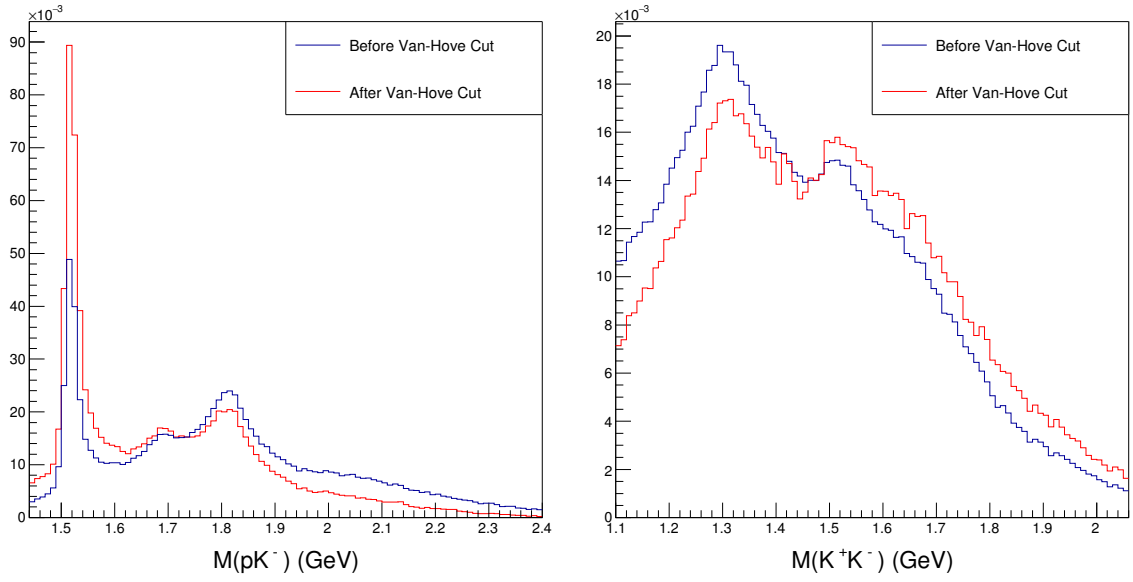 ×10⁻³
90
80
70
60
50
40
30
20
10
0
1.5 1.6 1.7 1.8 1.9 2 2.1 2.2 2.3 2.4
M(pK⁻) (GeV)
Before Van-Hove Cut
After Van-Hove Cut
×10⁻³
20
18
16
14
12
10
8
6
4
2
0
1.1 1.2 1.3 1.4 1.5 1.6 1.7 1.8 1.9 2
M(K⁺K⁻) (GeV)
Before Van-Hove Cut
After Van-Hove Cut